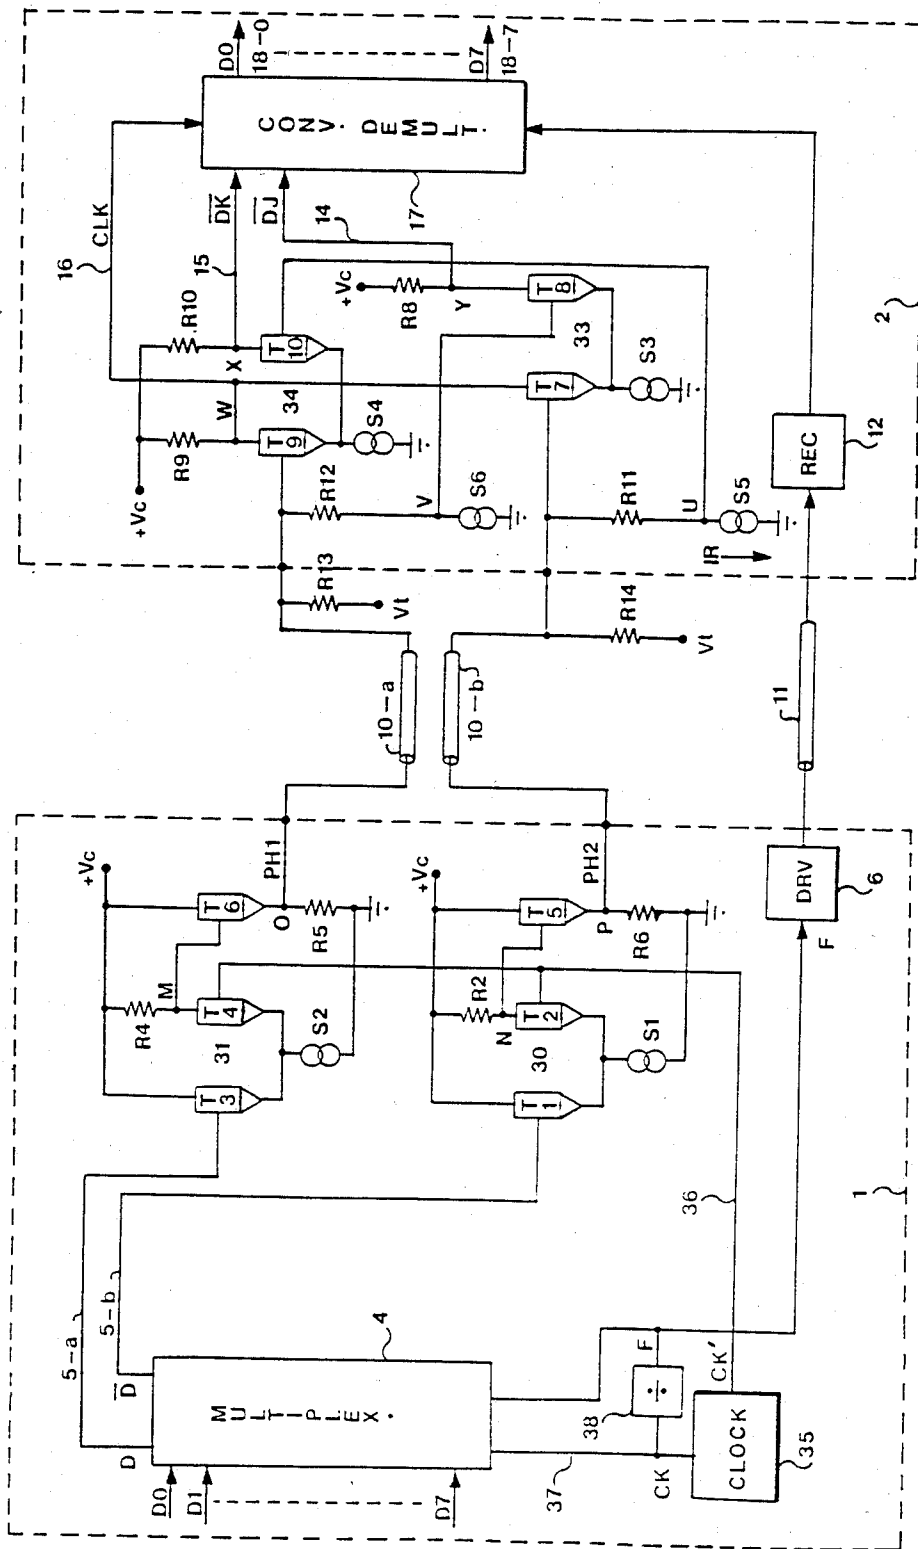 D0
D1
D7
D
D̅
5-a
5-b
MULTIPLEX.
4
37
CK
CLOCK
35
38
÷
F
CK'
36
1
T1
T2
30
N
R2
+Vc
T5
P
R6
S1
PH2
T3
T4
31
M
R4
+Vc
T6
O
R5
S2
PH1
DRV
6
F
10-a
10-b
11
R13
Vt
R14
Vt
IR
R12
V
S6
R11
U
S5
REC
12
+Vc
R9
R10
W
X
T9
T10
34
S4
T7
T8
33
S3
+Vc
R8
Y
14
15
16
CLK
D̅K̅
D̅J̅
CONV. DEMULT.
17
D0
18-0
D7
18-7
2